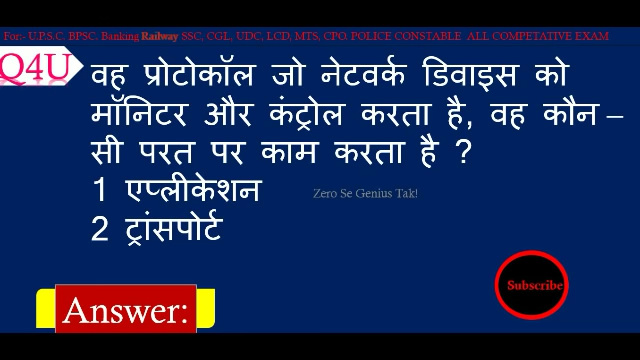 For:- U.P.S.C. BPSC. Banking Railway SSC, CGL, UDC, LCD; MTS, CPO. POLICE CONSTABLE ALL COMPETATIVE EXAM
Q4U
वह प्रोटोकॉल जो नेटवर्क डिवाइस को
मॉनिटर और कंट्रोल करता है, वह कौन –
सी परत पर काम करता है ?
1 एप्लीकेशन
Zero Se Genius Tak!
2 ट्रांसपोर्ट
Subscribe
Answer: